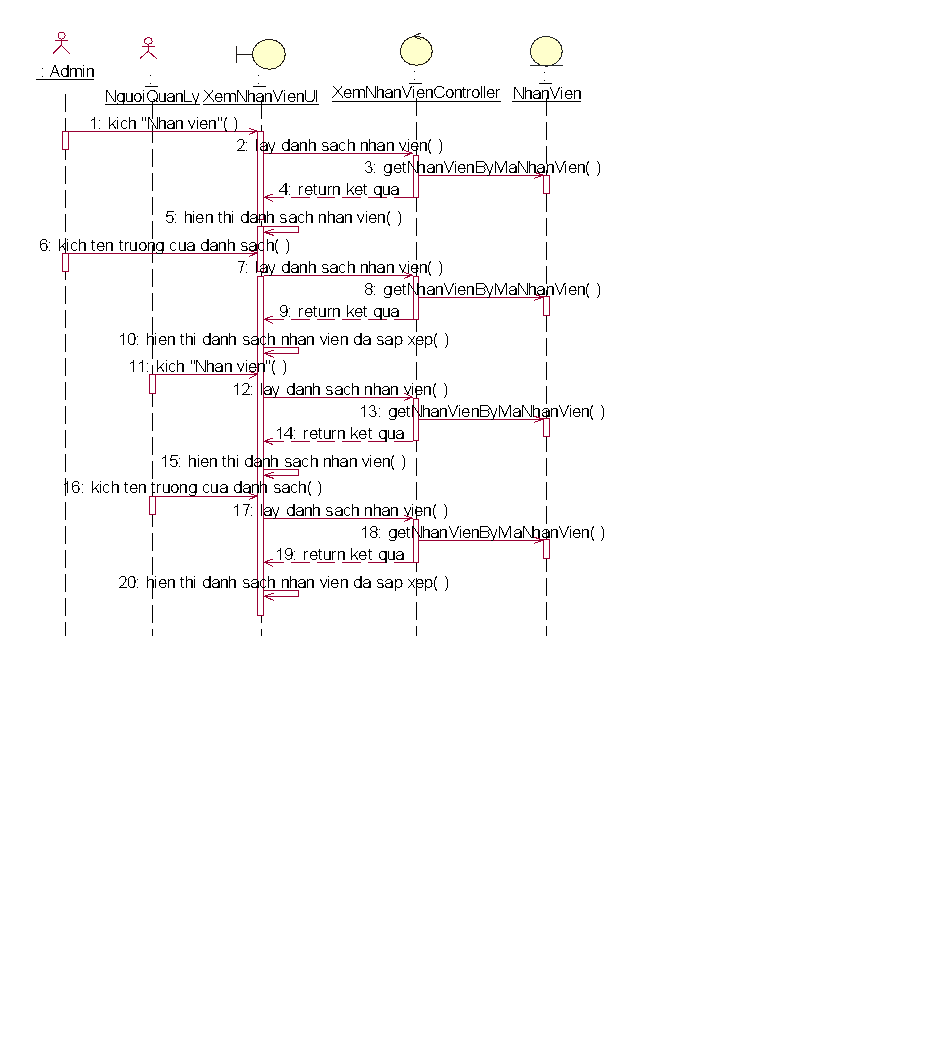 : Admin
:
NguoiQuanLy
:
XemNhanVienUI
:
XemNhanVienController
:
NhanVien
1: kich "Nhan vien"( )
2: lay danh sach nhan vien( )
3: getNhanVienByMaNhanVien( )
4: return ket qua
5: hien thi danh sach nhan vien( )
6: kich ten truong cua danh sach( )
7: lay danh sach nhan vien( )
8: getNhanVienByMaNhanVien( )
9: return ket qua
10: hien thi danh sach nhan vien da sap xep( )
11: kich "Nhan vien"( )
12: lay danh sach nhan vien( )
13: getNhanVienByMaNhanVien( )
14: return ket qua
15: hien thi danh sach nhan vien( )
16: kich ten truong cua danh sach( )
17: lay danh sach nhan vien( )
18: getNhanVienByMaNhanVien( )
19: return ket qua
20: hien thi danh sach nhan vien da sap xep( )